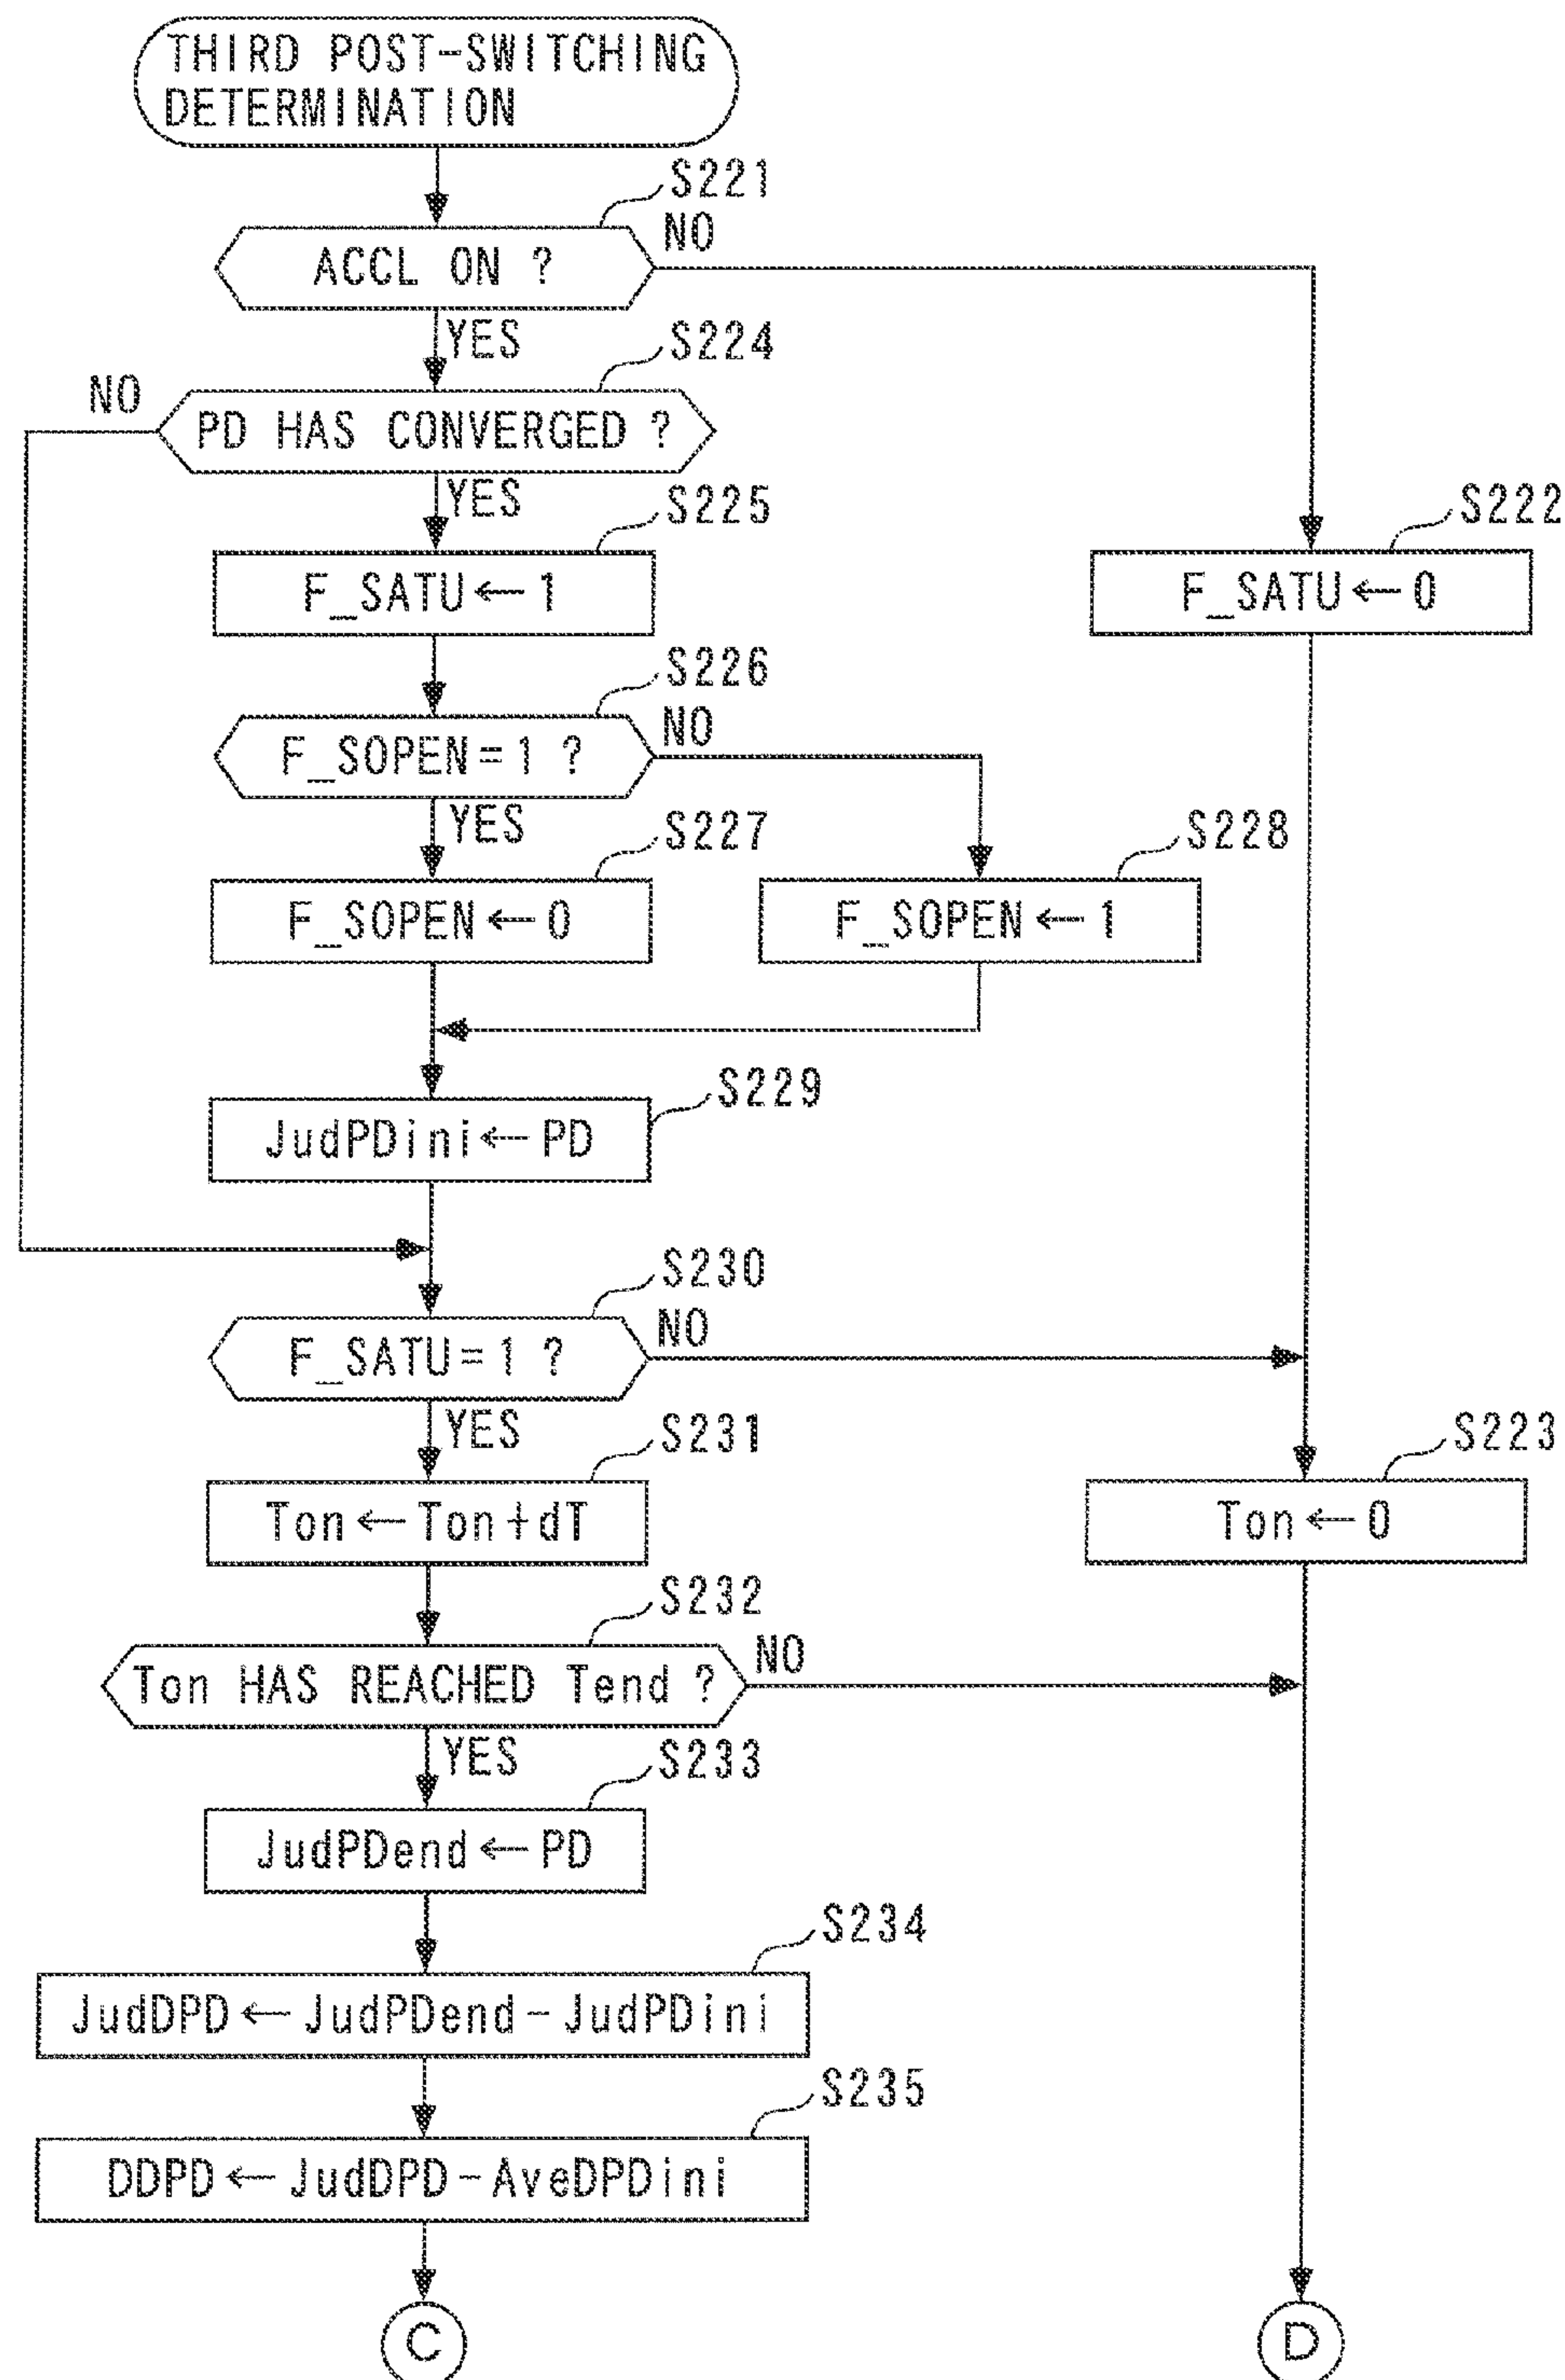 THIRD POST-SWITCHING
DETERMINATION
S221
ACCL ON ?
NO
YES
S224
NO
PD HAS CONVERGED ?
YES
S225
F_SATU←1
S222
F_SATU←0
S226
F_SOPEN=1 ?
NO
YES
S227
F_SOPEN←0
S228
F_SOPEN←1
S229
JudPDini←PD
S230
F_SATU=1 ?
NO
YES
S231
Ton←Ton+dT
S223
Ton←0
S232
Ton HAS REACHED Tend ?
NO
YES
S233
JudPDend←PD
S234
JudDPD←JudPDend-JudPDini
S235
DDPD←JudDPD-AveDPDini
C
D